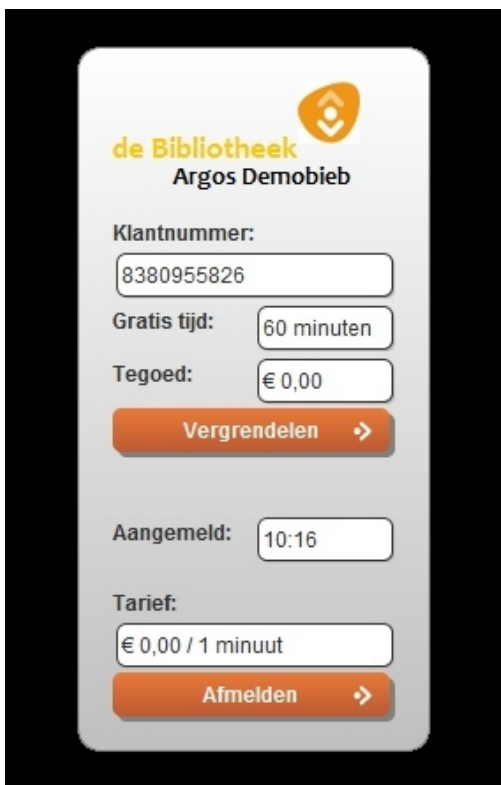 de Bibliotheek
Argos Demobieb
Klantnummer:
8380955826
Gratis tijd: 60 minuten
Tegoed: € 0,00
Vergrendelen
Aangemeld: 10:16
Tarief:
€ 0,00 / 1 minuut
Afmelden